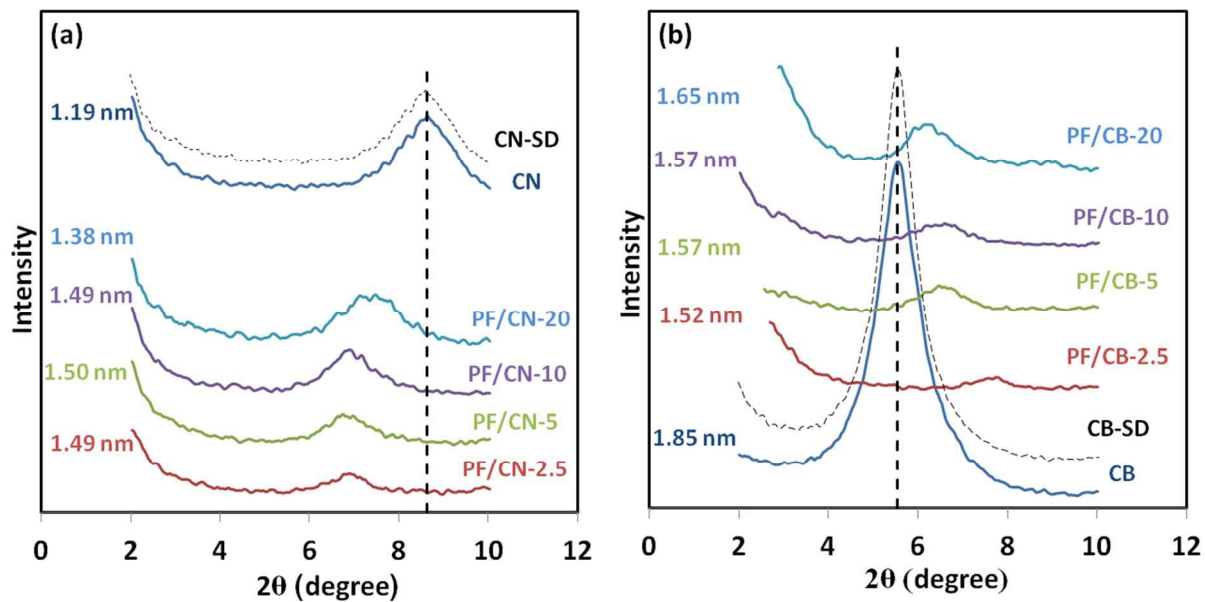 (a)
1.19 nm
CN-SD
CN
1.38 nm
1.49 nm
PF/CN-20
PF/CN-10
1.50 nm
PF/CN-5
1.49 nm
PF/CN-2.5
Intensity
0 2 4 6 8 10 12
2θ (degree)
(b)
1.65 nm
PF/CB-20
1.57 nm
PF/CB-10
1.57 nm
PF/CB-5
1.52 nm
PF/CB-2.5
CB-SD
1.85 nm
CB
Intensity
0 2 4 6 8 10 12
2θ (degree)